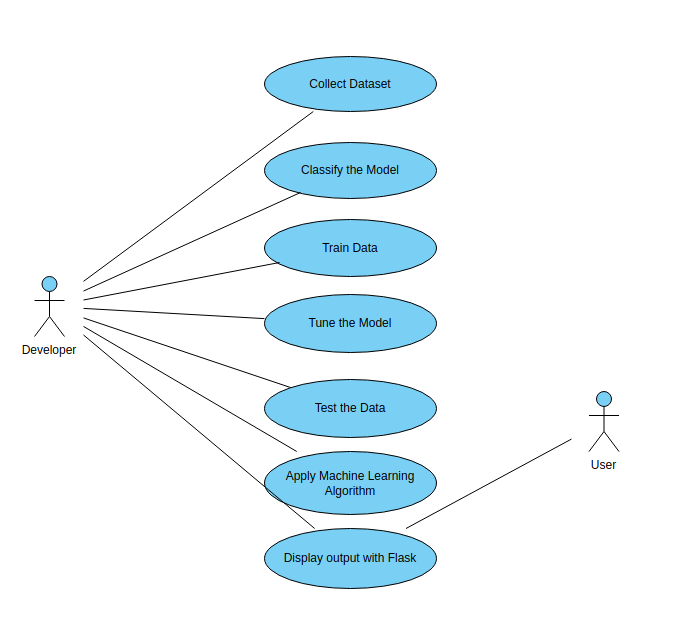 Collect Dataset
Classify the Model
Train Data
Tune the Model
Developer
Test the Data
User
Apply Machine Learning
Algorithm
Display output with Flask